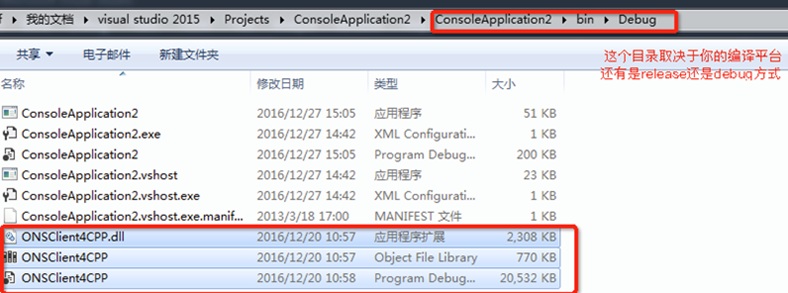 我的文档 ▸ visual studio 2015 ▸ Projects ▸ ConsoleApplication2 ▸ ConsoleApplication2 ▸ bin ▸ Debug
共享 ▼ 电子邮件 新建文件夹
这个目录取决于你的编译平台
还有是release还是debug方式
名称 修改日期 类型 大小
ConsoleApplication2 2016/12/27 15:05 应用程序 51 KB
ConsoleApplication2.exe 2016/12/27 14:42 XML Configurati... 1 KB
ConsoleApplication2 2016/12/27 15:05 Program Debug... 200 KB
ConsoleApplication2.vshost 2016/12/27 14:42 应用程序 23 KB
ConsoleApplication2.vshost.exe 2016/12/27 14:42 XML Configurati... 1 KB
ConsoleApplication2.vshost.exe.manif... 2013/3/18 17:00 MANIFEST 文件 1 KB
ONSClient4CPP.dll 2016/12/20 10:57 应用程序扩展 2,308 KB
ONSClient4CPP 2016/12/20 10:57 Object File Library 770 KB
ONSClient4CPP 2016/12/20 10:58 Program Debug... 20,532 KB